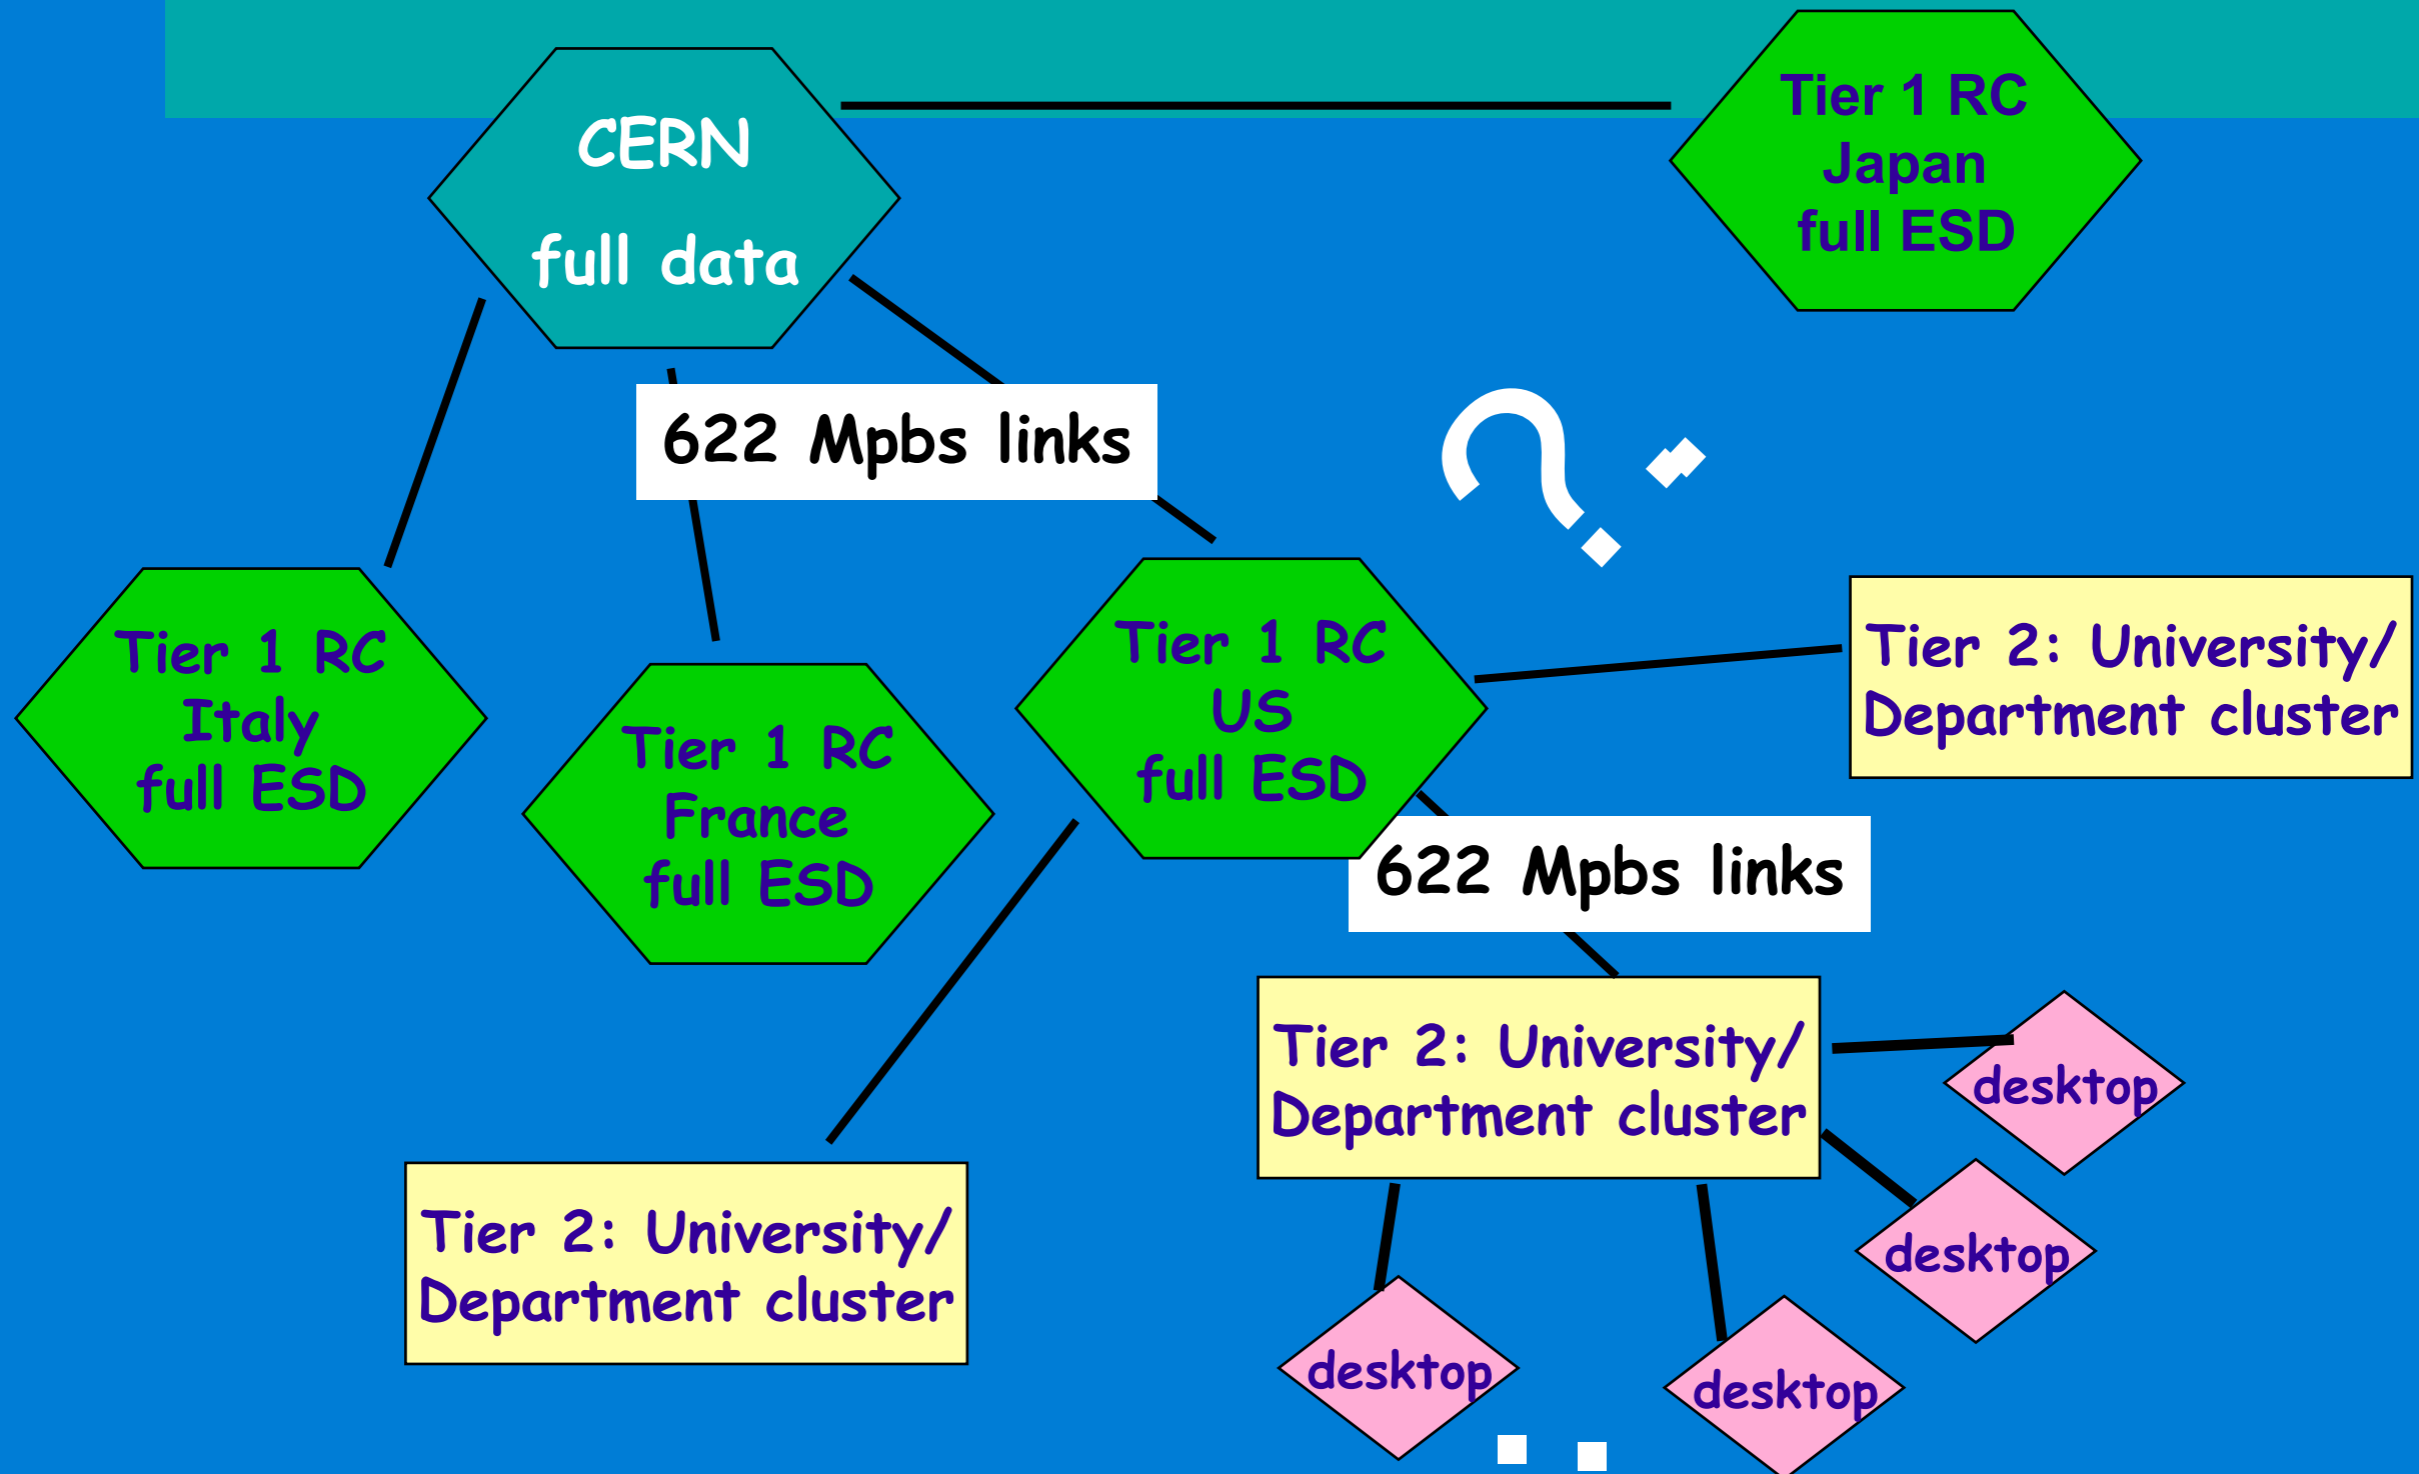 CERN
full data
Tier 1 RC
Japan
full ESD
622 Mpbs links
?
Tier 1 RC
Italy
full ESD
Tier 1 RC
France
full ESD
Tier 1 RC
US
full ESD
Tier 2: University/
Department cluster
622 Mpbs links
Tier 2: University/
Department cluster
desktop
desktop
desktop
desktop
Tier 2: University/
Department cluster